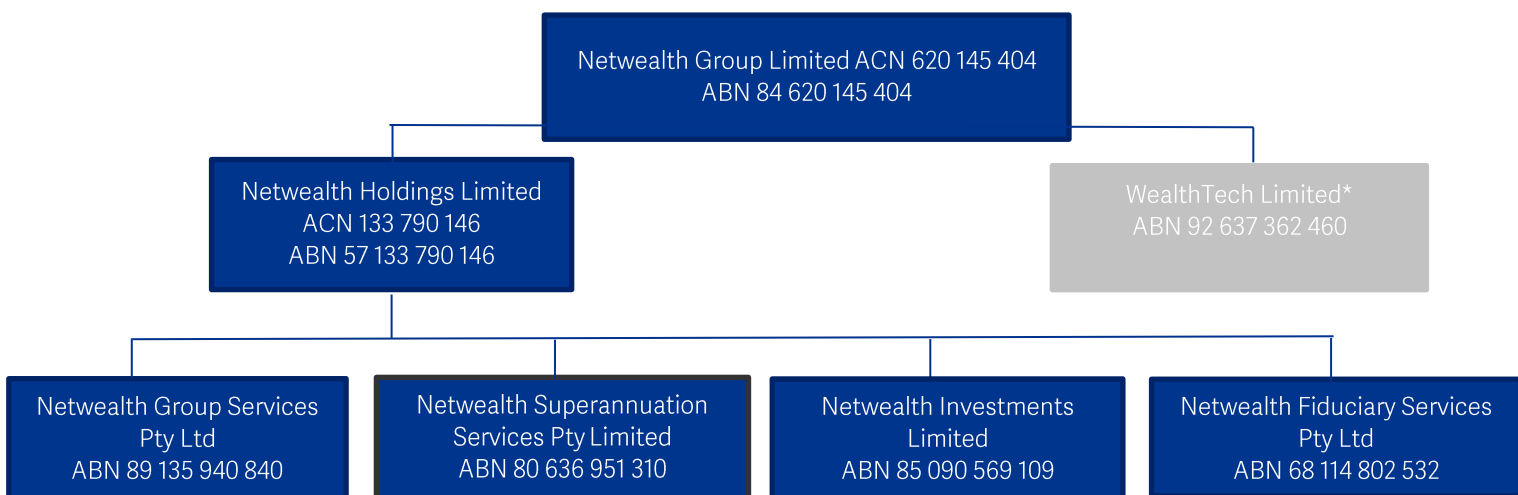 Netwealth Group Limited ACN 620 145 404
ABN 84 620 145 404
Netwealth Holdings Limited
ACN 133 790 146
ABN 57 133 790 146
WealthTech Limited*
ABN 92 637 362 460
Netwealth Group Services
Pty Ltd
ABN 89 135 940 840
Netwealth Superannuation
Services Pty Limited
ABN 80 636 951 310
Netwealth Investments
Limited
ABN 85 090 569 109
Netwealth Fiduciary Services
Pty Ltd
ABN 68 114 802 532